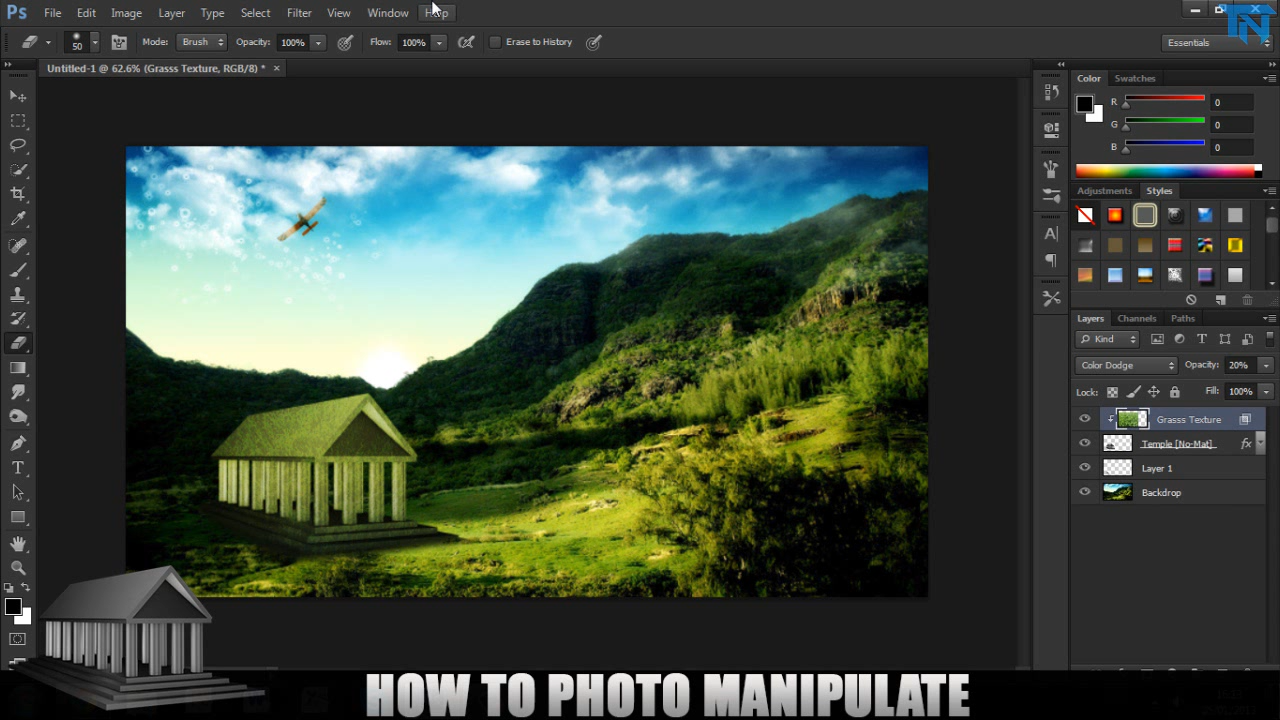 Ps File Edit Image Layer Type Select Filter View Window Help
50 Mode: Brush Opacity: 100% Flow: 100% Erase to History Essentials
Untitled-1 @ 62.6% (Grasss Texture, RGB/8) * ×
Color Swatches
R 0
G 0
B 0
Adjustments Styles
Layers Channels Paths
Kind
Color Dodge Opacity: 20%
Lock: Fill: 100%
Grasss Texture
Temple [No-Mat] fx
Layer 1
Backdrop
HOW TO PHOTO MANIPULATE